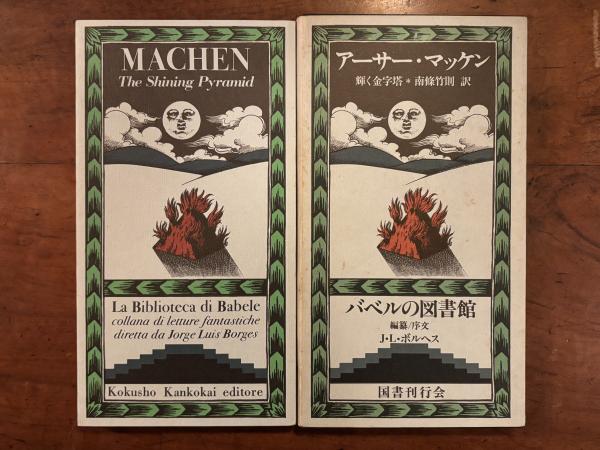 MACHEN
The Shining Pyramid
La Biblioteca di Babele
collana di letture fantastiche
diretta da Jorge Luis Borges
Kokusho Kankokai editore
アーサー・マッケン
輝く金字塔＊南條竹則 訳
バベルの図書館
編纂/序文
J・L・ボルヘス
国書刊行会